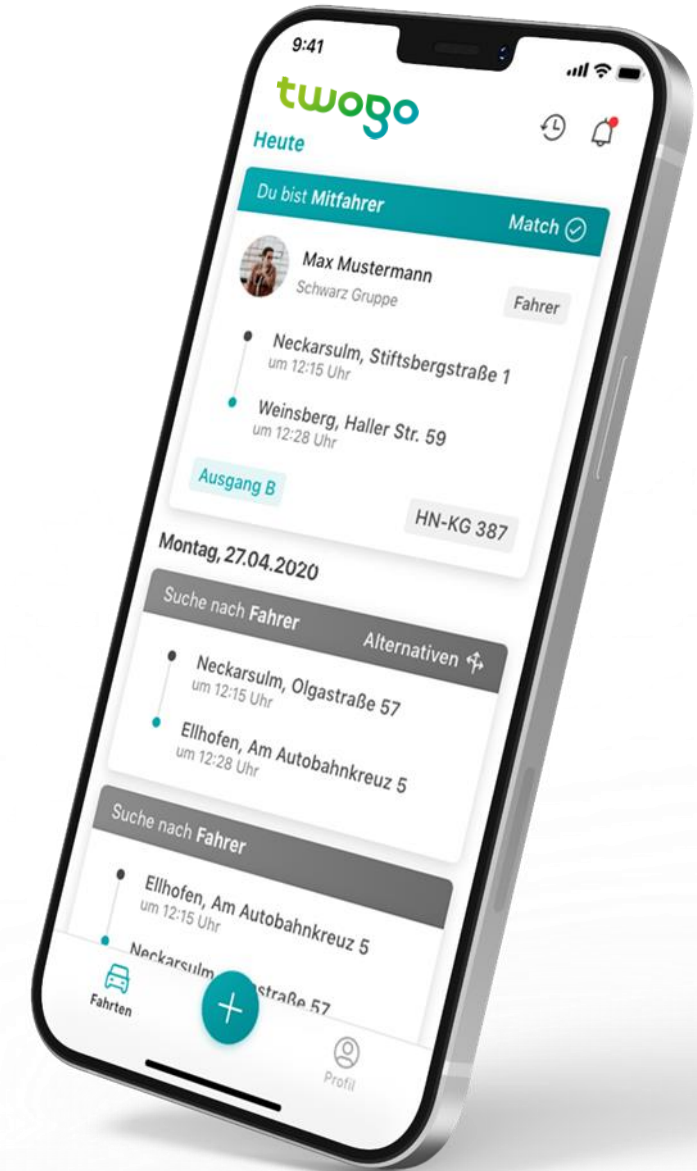 9:41
twogo
Heute
Du bist Mitfahrer
Match
Max Mustermann
Schwarz Gruppe
Fahrer
Neckarsulm, Stiftsbergstraße 1
um 12:15 Uhr
Weinsberg, Haller Str. 59
um 12:28 Uhr
Ausgang B
HN-KG 387
Montag, 27.04.2020
Suche nach Fahrer
Alternativen
Neckarsulm, Olgastraße 57
um 12:15 Uhr
Ellhofen, Am Autobahnkreuz 5
um 12:28 Uhr
Suche nach Fahrer
Ellhofen, Am Autobahnkreuz 5
um 12:15 Uhr
Neckarsulm 57
Fahrten
Profil